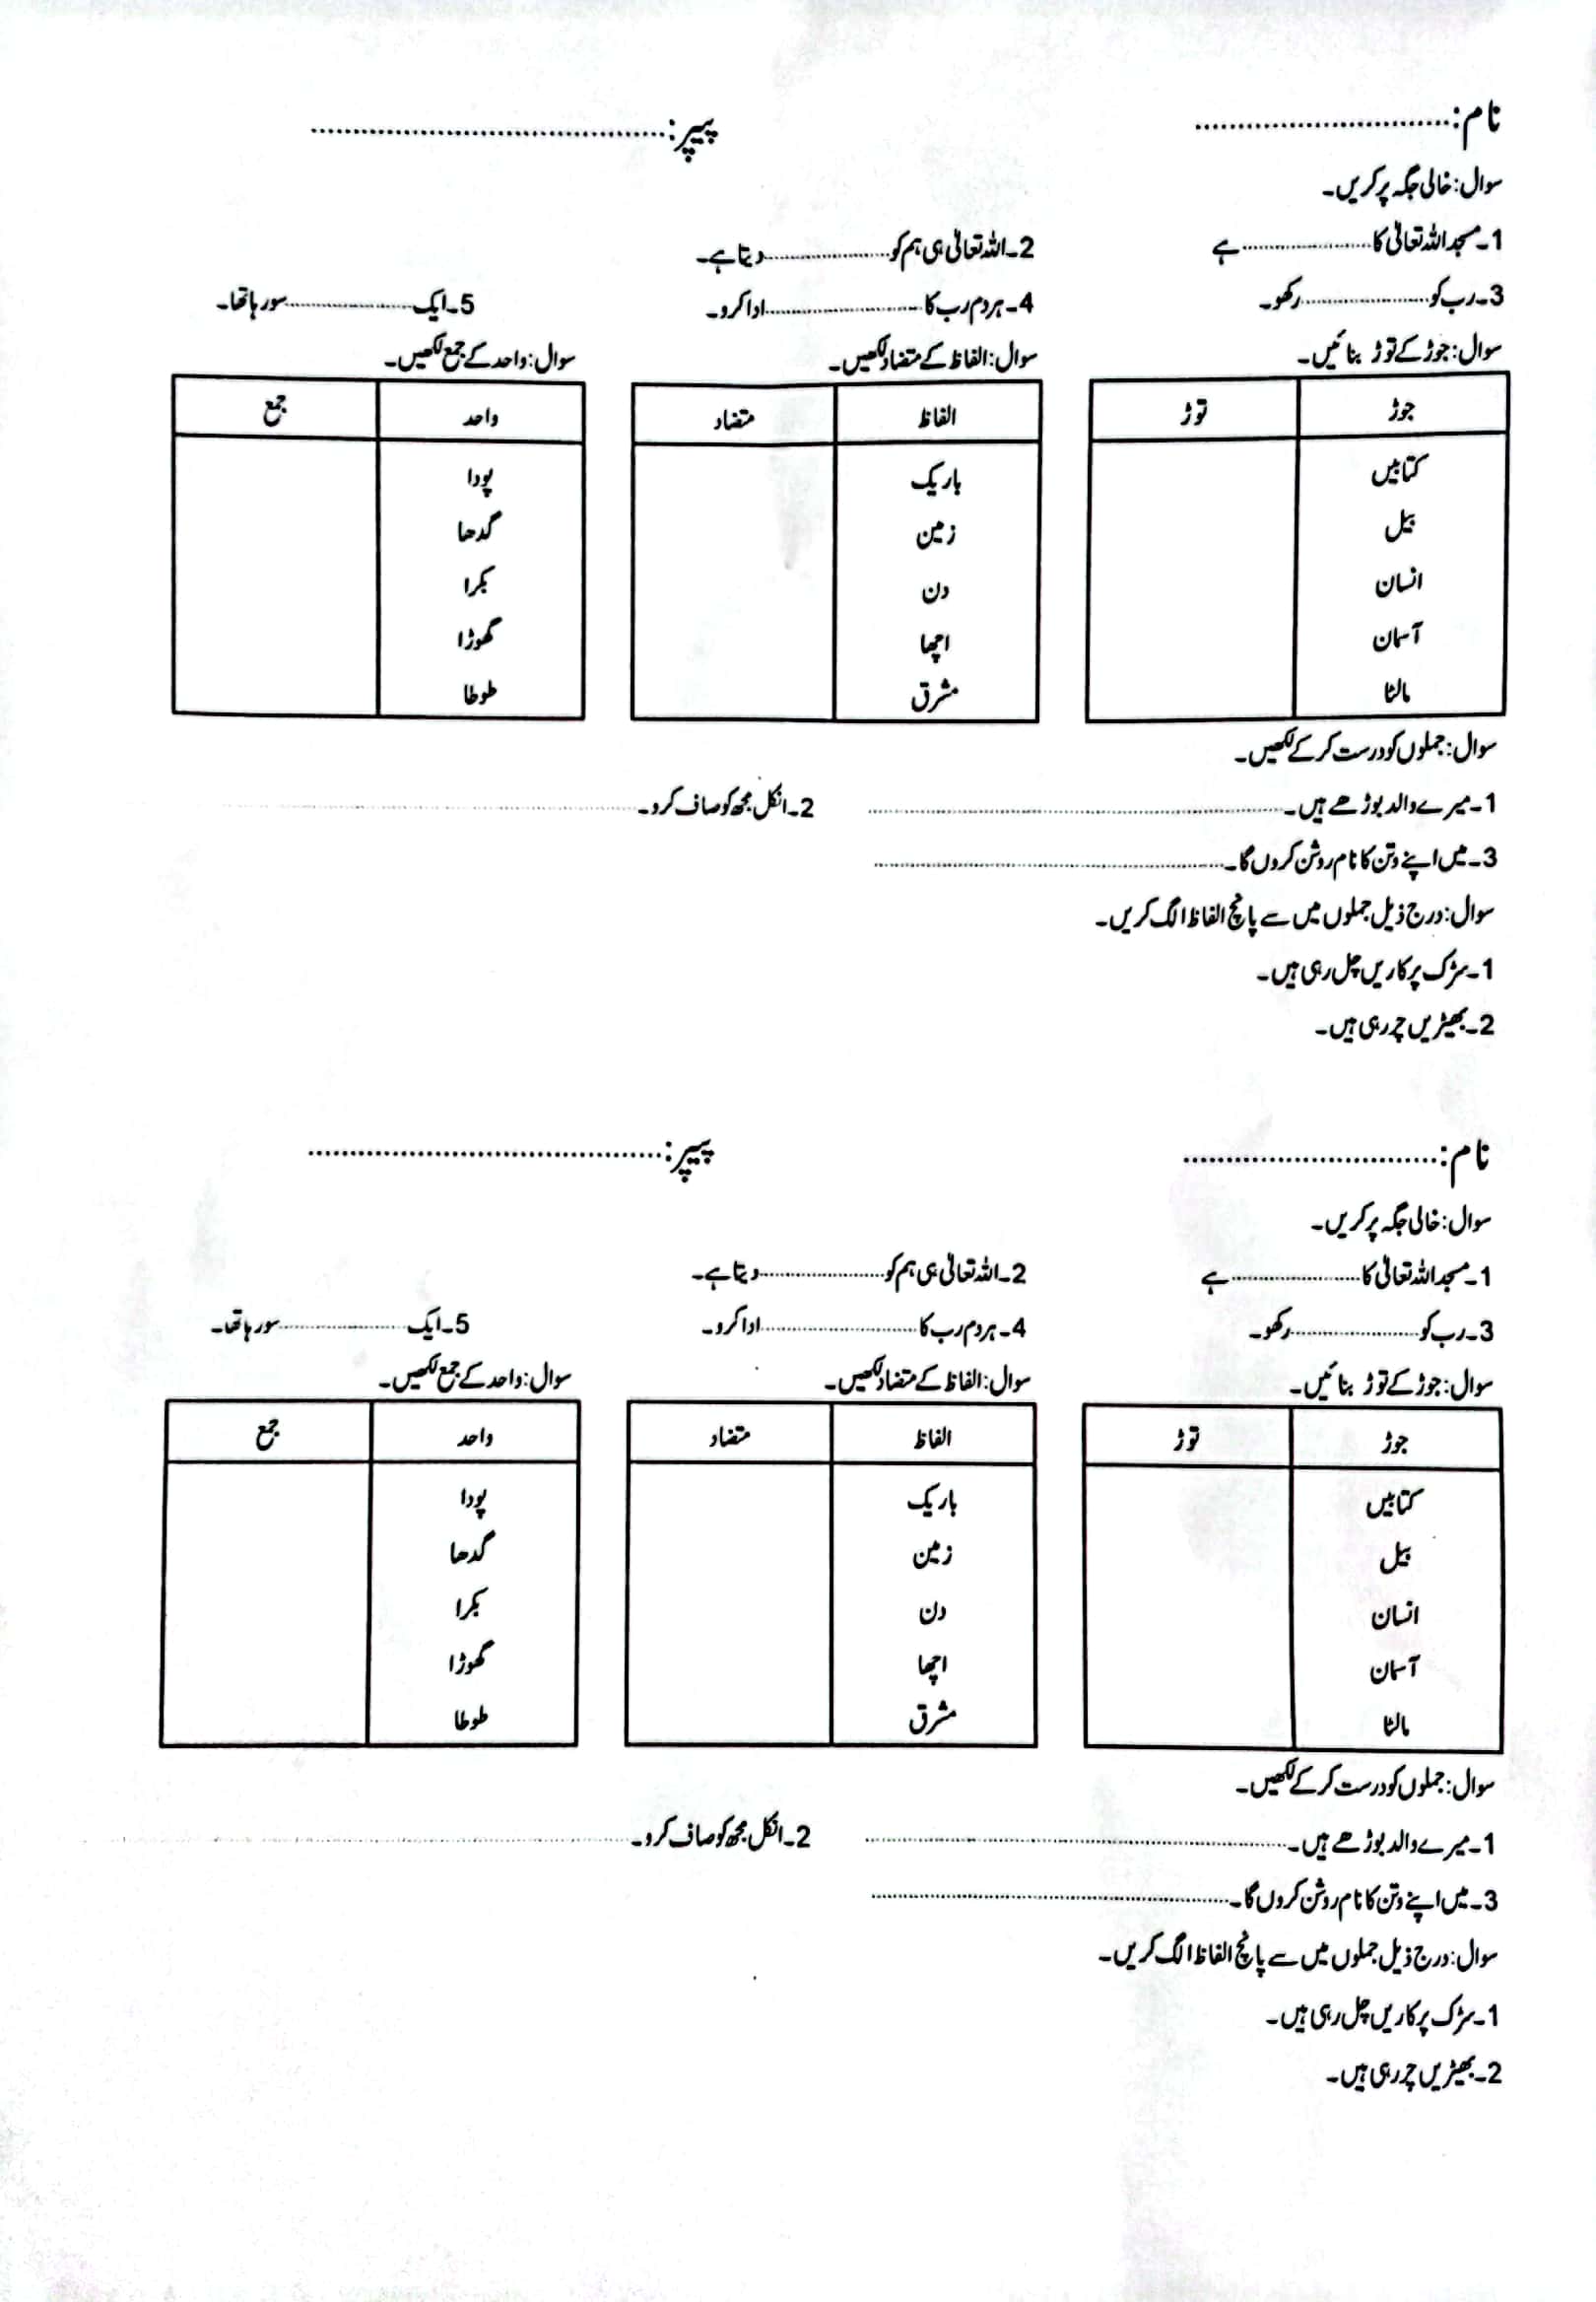 نام:............................ پیپر:............................
سوال: خالی جگہ پر کریں۔
1۔ مسجد اللہ تعالیٰ کا.................ہے 2۔ اللہ تعالیٰ ہی ہم کو.................دیتا ہے۔
3۔ رب کو.................رکھو۔ 4۔ ہر دم رب کا.................ادا کرو۔ 5۔ ایک.................سو رہا تھا۔
سوال: جوڑ کے توڑ بنائیں۔ سوال: الفاظ کے متضاد لکھیں۔ سوال: واحد کے جمع لکھیں۔
جوڑ توڑ الفاظ متضاد واحد جمع
کتابیں باریک پودا
بیل زمین گدھا
انسان دن بکرا
آسمان اچھا گھوڑا
مالٹا مشرق طوطا
سوال: جملوں کو درست کر کے لکھیں۔
1۔ میرے والد بوڑھے ہیں۔............................ 2۔ انکل مجھ کو صاف کرو۔............................
3۔ میں اپنے وتن کا نام روشن کروں گا۔............................
سوال: درج ذیل جملوں میں سے پانچ الفاظ الگ کریں۔
1۔ سڑک پر کاریں چل رہی ہیں۔
2۔ بھیڑیں چر رہی ہیں۔
نام:............................ پیپر:............................
سوال: خالی جگہ پر کریں۔
1۔ مسجد اللہ تعالیٰ کا.................ہے 2۔ اللہ تعالیٰ ہی ہم کو.................دیتا ہے۔
3۔ رب کو.................رکھو۔ 4۔ ہر دم رب کا.................ادا کرو۔ 5۔ ایک.................سو رہا تھا۔
سوال: جوڑ کے توڑ بنائیں۔ سوال: الفاظ کے متضاد لکھیں۔ سوال: واحد کے جمع لکھیں۔
جوڑ توڑ الفاظ متضاد واحد جمع
کتابیں باریک پودا
بیل زمین گدھا
انسان دن بکرا
آسمان اچھا گھوڑا
مالٹا مشرق طوطا
سوال: جملوں کو درست کر کے لکھیں۔
1۔ میرے والد بوڑھے ہیں۔............................ 2۔ انکل مجھ کو صاف کرو۔............................
3۔ میں اپنے وتن کا نام روشن کروں گا۔............................
سوال: درج ذیل جملوں میں سے پانچ الفاظ الگ کریں۔
1۔ سڑک پر کاریں چل رہی ہیں۔
2۔ بھیڑیں چر رہی ہیں۔